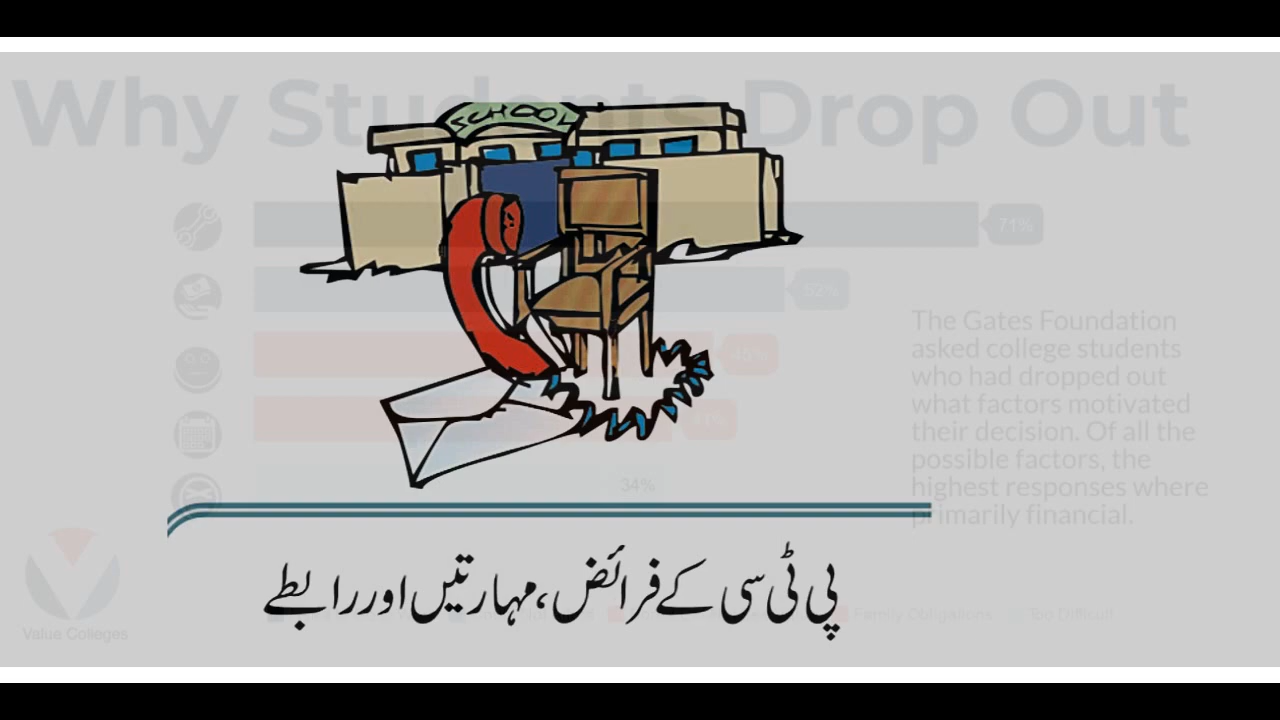 Why Students Drop Out
SCHOOL
71%
52%
45%
41%
The Gates Foundation
asked college students
who had dropped out
what factors motivated
their decision. Of all the
possible factors, the
highest responses where
primarily financial.
34%
پی ٹی سی کے فرائض، مہارتیں اور رابطے
Family Obligations
Too Difficult
Value Colleges